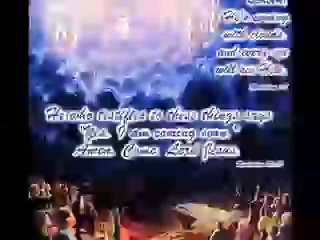 He's coming
with clouds,
and every eye
will see Him.
He who testifies to these things says
"Yes, I am coming soon."
Amen. Come, Lord Jesus.